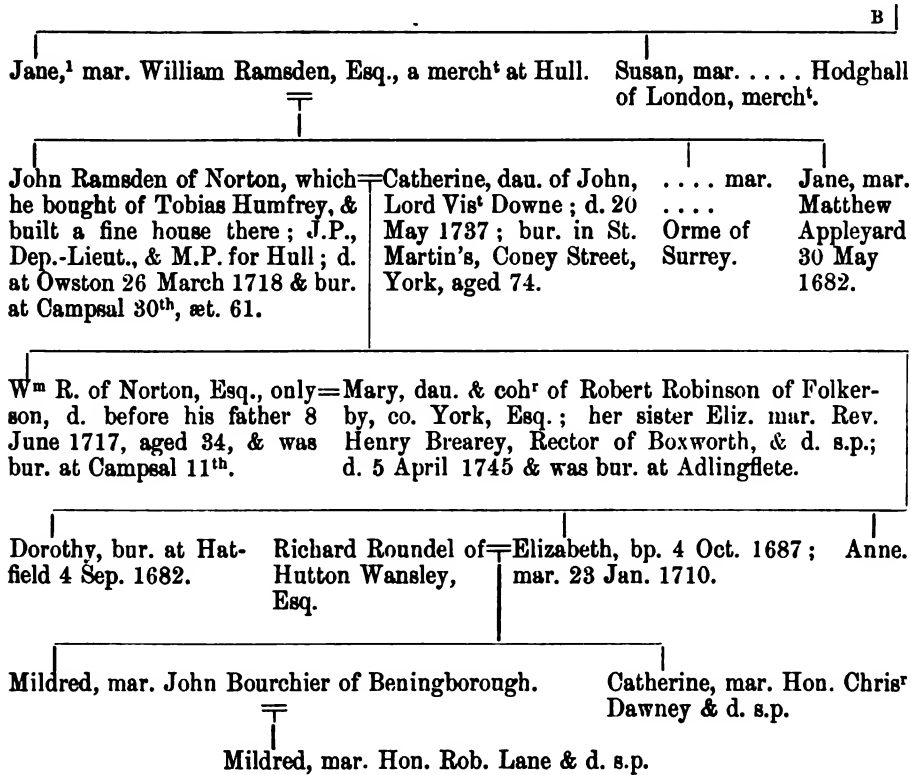 B
Jane,¹ mar. William Ramsden, Esq., a merchᵗ at Hull.
Susan, mar. . . . . . Hodghall
of London, merchᵗ.
John Ramsden of Norton, which
he bought of Tobias Humfrey, &
built a fine house there ; J.P.,
Dep.-Lieut., & M.P. for Hull ; d.
at Owston 26 March 1718 & bur.
at Campsal 30ᵗʰ, æt. 61.
Catherine, dau. of John,
Lord Visᵗ Downe ; d. 20
May 1737 ; bur. in St.
Martin's, Coney Street,
York, aged 74.
. . . . mar.
. . . .
Orme of
Surrey.
Jane, mar.
Matthew
Appleyard
30 May
1682.
Wᵐ R. of Norton, Esq., only
son, d. before his father 8
June 1717, aged 34, & was
bur. at Campsal 11ᵗʰ.
Mary, dau. & cohʳ of Robert Robinson of Folker-
by, co. York, Esq. ; her sister Eliz. mar. Rev.
Henry Brearey, Rector of Boxworth, & d. s.p.;
d. 5 April 1745 & was bur. at Adlingflete.
Dorothy, bur. at Hat-
field 4 Sep. 1682.
Richard Roundel of
Hutton Wansley,
Esq.
Elizabeth, bp. 4 Oct. 1687 ;
mar. 23 Jan. 1710.
Anne.
Mildred, mar. John Bourchier of Beningborough.
Catherine, mar. Hon. Chrisʳ
Dawney & d. s.p.
Mildred, mar. Hon. Rob. Lane & d. s.p.